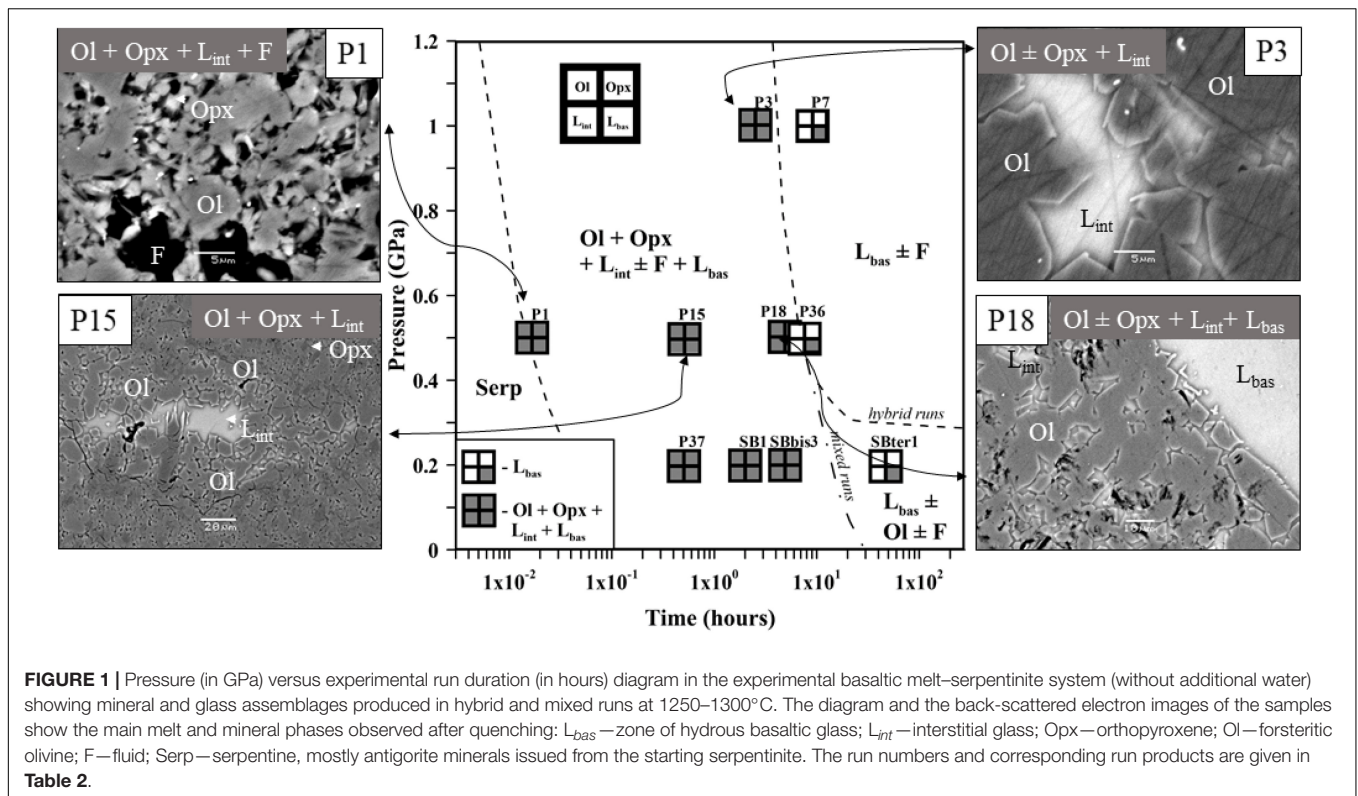 Ol + Opx + Lint + F
P1
Opx
Ol
F
5µm
P15
Ol + Opx + Lint
Opx
Ol
Ol
Lint
Ol
20µm
Pressure (GPa)
1.2
1
0.8
0.6
0.4
0.2
0
Ol Opx
Lint Lbas
P3
P7
Ol + Opx
+ Lint ± F + Lbas
Lbas ± F
P1
P15
P18
P36
Serp
hybrid runs
mixed runs
P37
SB1
SBbis3
SBter1
- Lbas
- Ol + Opx +
Lint + Lbas
Lbas ±
Ol ± F
1x10-2
1x10-1
1x100
1x101
1x102
Time (hours)
Ol ± Opx + Lint
P3
Ol
Ol
Lint
5µm
P18
Ol ± Opx + Lint+ Lbas
Lint
Lbas
Ol
FIGURE 1 | Pressure (in GPa) versus experimental run duration (in hours) diagram in the experimental basaltic melt–serpentinite system (without additional water)
showing mineral and glass assemblages produced in hybrid and mixed runs at 1250–1300°C. The diagram and the back-scattered electron images of the samples
show the main melt and mineral phases observed after quenching: Lbas—zone of hydrous basaltic glass; Lint—interstitial glass; Opx—orthopyroxene; Ol—forsteritic
olivine; F—fluid; Serp—serpentine, mostly antigorite minerals issued from the starting serpentinite. The run numbers and corresponding run products are given in
Table 2.